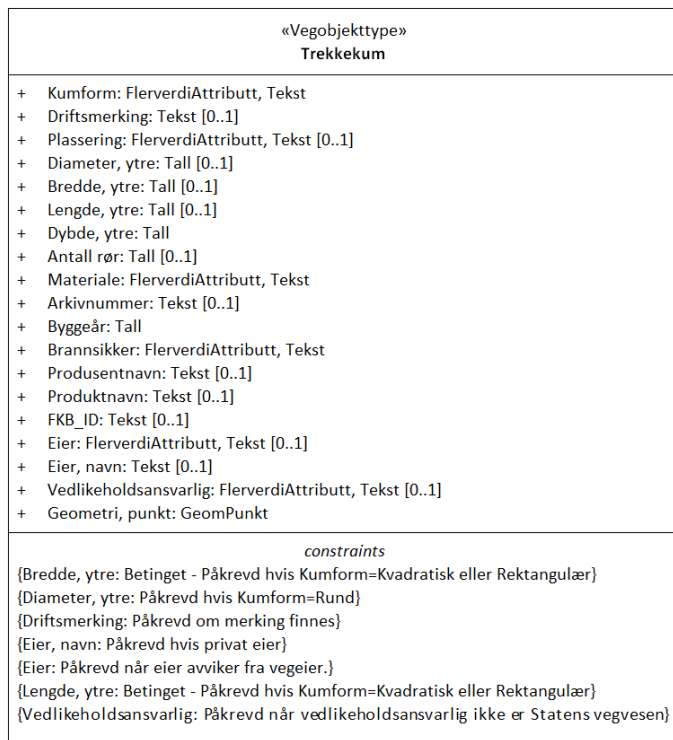 «Vegobjekttype»
Trekkekum
+ Kumform: FlerverdiAttributt, Tekst
+ Driftsmerking: Tekst [0..1]
+ Plassering: FlerverdiAttributt, Tekst [0..1]
+ Diameter, ytre: Tall [0..1]
+ Bredde, ytre: Tall [0..1]
+ Lengde, ytre: Tall [0..1]
+ Dybde, ytre: Tall
+ Antall rør: Tall [0..1]
+ Materiale: FlerverdiAttributt, Tekst
+ Arkivnummer: Tekst [0..1]
+ Byggeår: Tall
+ Brannsikker: FlerverdiAttributt, Tekst
+ Produsentnavn: Tekst [0..1]
+ Produktnavn: Tekst [0..1]
+ FKB_ID: Tekst [0..1]
+ Eier: FlerverdiAttributt, Tekst [0..1]
+ Eier, navn: Tekst [0..1]
+ Vedlikeholdsansvarlig: FlerverdiAttributt, Tekst [0..1]
+ Geometri, punkt: GeomPunkt
constraints
{Bredde, ytre: Betinget - Påkrevd hvis Kumform=Kvadratisk eller Rektangulær}
{Diameter, ytre: Påkrevd hvis Kumform=Rund}
{Driftsmerking: Påkrevd om merking finnes}
{Eier, navn: Påkrevd hvis privat eier}
{Eier: Påkrevd når eier avviker fra vegeier.}
{Lengde, ytre: Betinget - Påkrevd hvis Kumform=Kvadratisk eller Rektangulær}
{Vedlikeholdsansvarlig: Påkrevd når vedlikeholdsansvarlig ikke er Statens vegvesen}